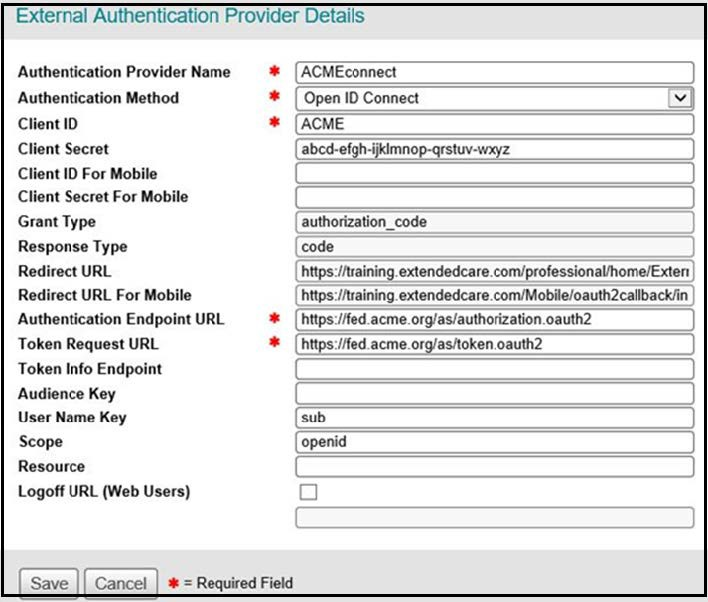 External Authentication Provider Details
Authentication Provider Name * ACMEconnect
Authentication Method * Open ID Connect
Client ID * ACME
Client Secret abcd-efgh-ijklmnop-qrstuv-wxyz
Client ID For Mobile
Client Secret For Mobile
Grant Type authorization_code
Response Type code
Redirect URL https://training.extendedcare.com/professional/home/Extern
Redirect URL For Mobile https://training.extendedcare.com/Mobile/oauth2callback/in
Authentication Endpoint URL * https://fed.acme.org/as/authorization.oauth2
Token Request URL * https://fed.acme.org/as/token.oauth2
Token Info Endpoint
Audience Key
User Name Key sub
Scope openid
Resource
Logoff URL (Web Users)
Save Cancel * = Required Field